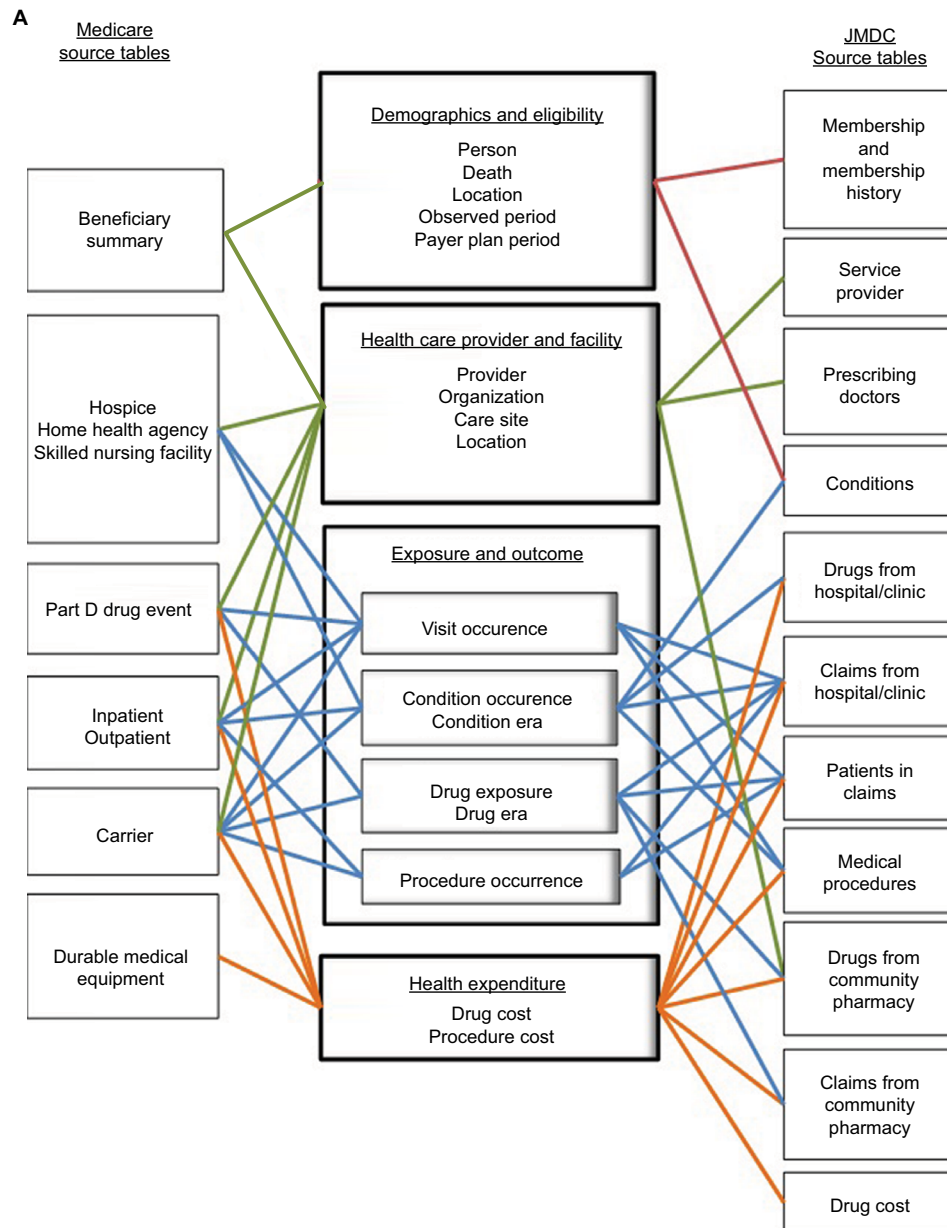 A
Medicare
source tables
Beneficiary
summary
Hospice
Home health agency
Skilled nursing facility
Part D drug event
Inpatient
Outpatient
Carrier
Durable medical
equipment
Demographics and eligibility
Person
Death
Location
Observed period
Payer plan period
Health care provider and facility
Provider
Organization
Care site
Location
Exposure and outcome
Visit occurence
Condition occurence
Condition era
Drug exposure
Drug era
Procedure occurrence
Health expenditure
Drug cost
Procedure cost
JMDC
Source tables
Membership
and
membership
history
Service
provider
Prescribing
doctors
Conditions
Drugs from
hospital/clinic
Claims from
hospital/clinic
Patients in
claims
Medical
procedures
Drugs from
community
pharmacy
Claims from
community
pharmacy
Drug cost